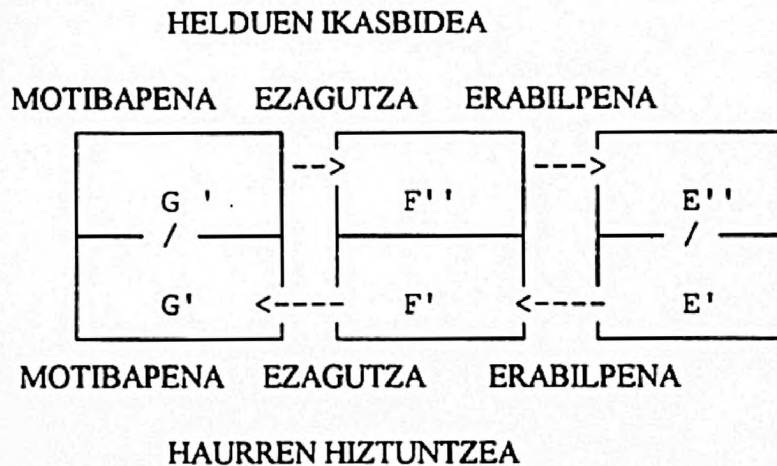 HELDUEN IKASBIDEA
MOTIBAPENA EZAGUTZA ERABILPENA
--->  ---->
G ' F'' E''
/ /
G' <---- F' <---- E'
MOTIBAPENA EZAGUTZA ERABILPENA
HAURREN HIZTUNTZEA